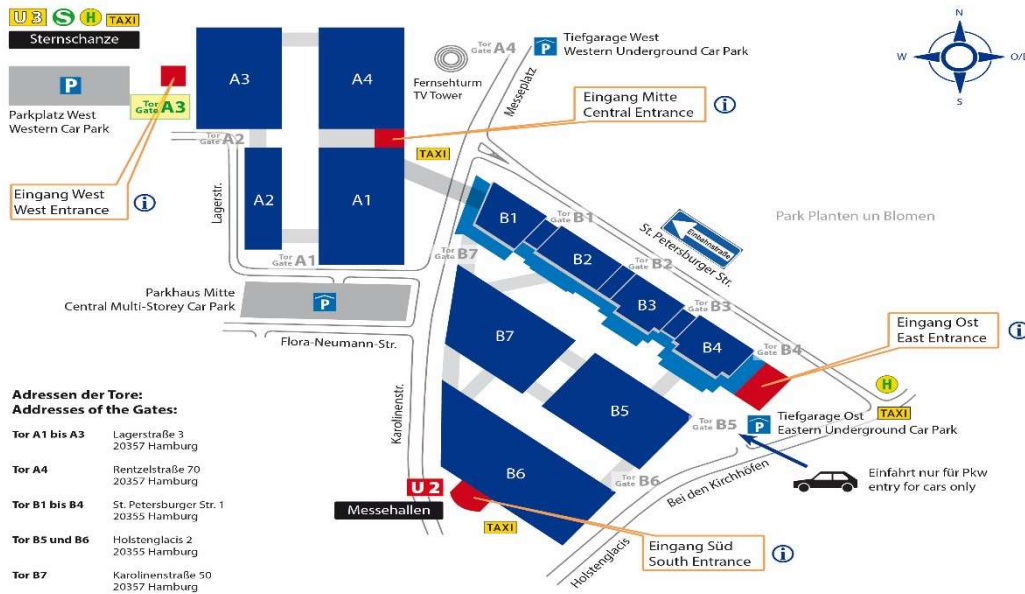 U3 S H TAXI
Sternschanze
P
Parkplatz West
Western Car Park
Tor
Gate A3
Eingang West
West Entrance
i
A3
A4
Tor
Gate A2
A2
A1
Lagerstr.
Tor
Gate A1
Fernsehturm
TV Tower
Tor
Gate A4
P
Tiefgarage West
Western Underground Car Park
Messeplatz
Eingang Mitte
Central Entrance
i
TAXI
N
W
O/E
S
Parkhaus Mitte
Central Multi-Storey Car Park
P
Flora-Neumann-Str.
Karolinenstr.
Tor
Gate B7
B1
Tor
Gate B1
B2
Tor
Gate B2
B3
Tor
Gate B3
B4
Tor
Gate B4
Einbahnstraße
St. Petersburger Str.
Park Planten un Blomen
Eingang Ost
East Entrance
i
H
TAXI
B7
B5
B6
Tor
Gate B5
P
Tiefgarage Ost
Eastern Underground Car Park
Tor
Gate B6
Bei den Kirchhöfen
Einfahrt nur für Pkw
entry for cars only
Holstenglacis
U2
Messehallen
TAXI
Eingang Süd
South Entrance
i
Adressen der Tore:
Addresses of the Gates:
Tor A1 bis A3 Lagerstraße 3
20357 Hamburg
Tor A4 Rentzelstraße 70
20357 Hamburg
Tor B1 bis B4 St. Petersburger Str. 1
20355 Hamburg
Tor B5 und B6 Holstenglacis 2
20355 Hamburg
Tor B7 Karolinenstraße 50
20357 Hamburg